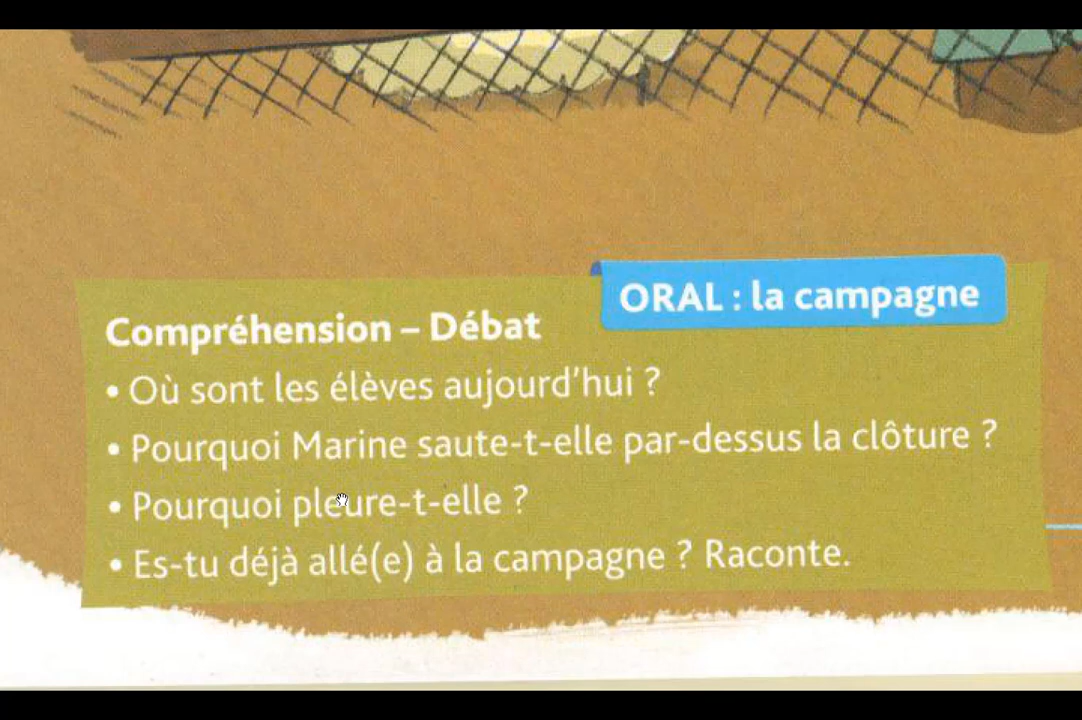 ORAL : la campagne
Compréhension – Débat
• Où sont les élèves aujourd'hui ?
• Pourquoi Marine saute-t-elle par-dessus la clôture ?
• Pourquoi pleure-t-elle ?
• Es-tu déjà allé(e) à la campagne ? Raconte.